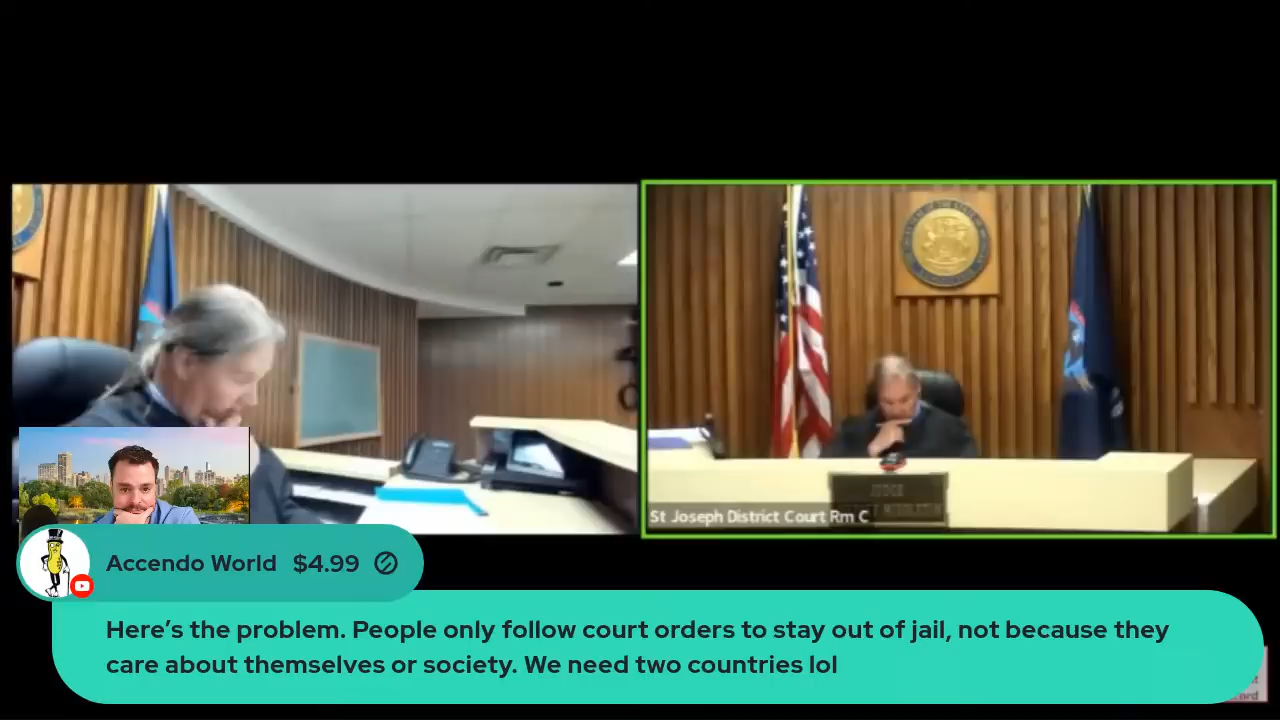 St Joseph District Court Rm C
JUDGE
Accendo World $4.99
Here's the problem. People only follow court orders to stay out of jail, not because they
care about themselves or society. We need two countries lol